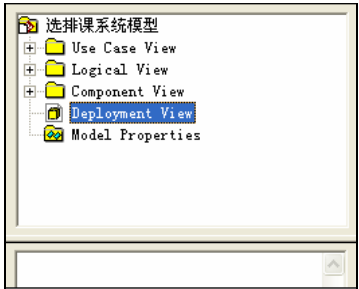 选排课系统模型
Use Case View
Logical View
Component View
Deployment View
Model Properties